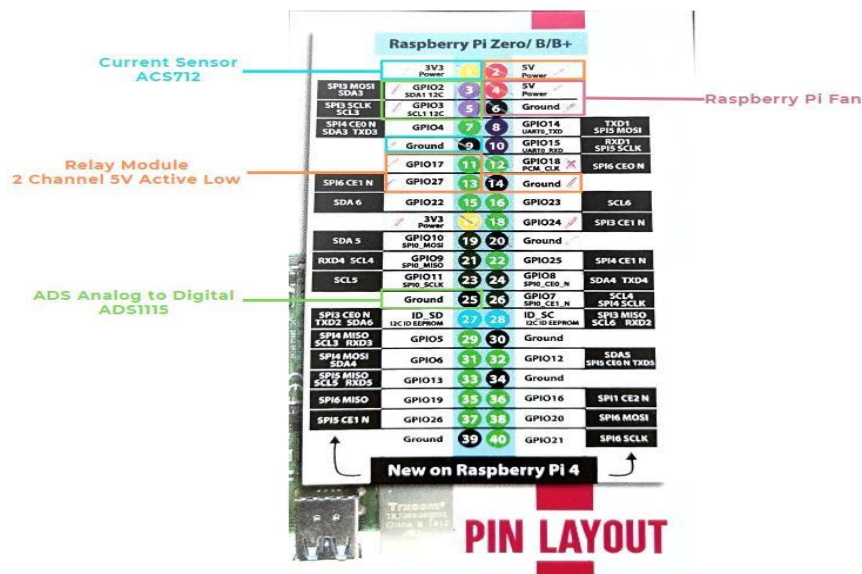 Raspberry Pi Zero/ B/B+
Current Sensor
ACS712
Raspberry Pi Fan
Relay Module
2 Channel 5V Active Low
ADS Analog to Digital
ADS1115
3V3 Power 1 2 5V Power
SPI3 MOSI SDA3 GPIO2 SDA1 I2C 3 4 5V Power
SPI3 SCLK SCL3 GPIO3 SCL1 I2C 5 6 Ground
SPI4 CE0 N SDA3 TXD3 GPIO4 7 8 GPIO14 UART0_TXD TXD1 SPI5 MOSI
Ground 9 10 GPIO15 UART0_RXD RXD1 SPI5 SCLK
GPIO17 11 12 GPIO18 PCM_CLK SPI6 CE0 N
SPI6 CE1 N GPIO27 13 14 Ground
SDA 6 GPIO22 15 16 GPIO23 SCL6
3V3 Power GPIO24 18 SPI3 CE1 N
SDA 5 GPIO10 SPI0_MOSI 19 20 Ground
RXD4 SCL4 GPIO9 SPI0_MISO 21 22 GPIO25 SPI4 CE1 N
SCL5 GPIO11 SPI0_SCLK 23 24 GPIO8 SPI0_CE0_N SDA4 TXD4
Ground 25 26 GPIO7 SPI0_CE1_N SCL4 SPI4 SCLK
SPI3 CE0 N TXD2 SDA6 ID_SD I2C ID EEPROM 27 28 ID_SC I2C ID EEPROM SPI3 MISO SCL6 RXD2
SPI4 MISO SCL3 RXD3 GPIO5 29 30 Ground
SPI4 MOSI SDA4 GPIO6 31 32 GPIO12 SDA5 SPI5 CE0 N TXD5
SPI5 MISO SCL5 RXD5 GPIO13 33 34 Ground
SPI6 MISO GPIO19 35 36 GPIO16 SPI1 CE2 N
SPI5 CE1 N GPIO26 37 38 GPIO20 SPI6 MOSI
Ground 39 40 GPIO21 SPI6 SCLK
New on Raspberry Pi 4
PIN LAYOUT